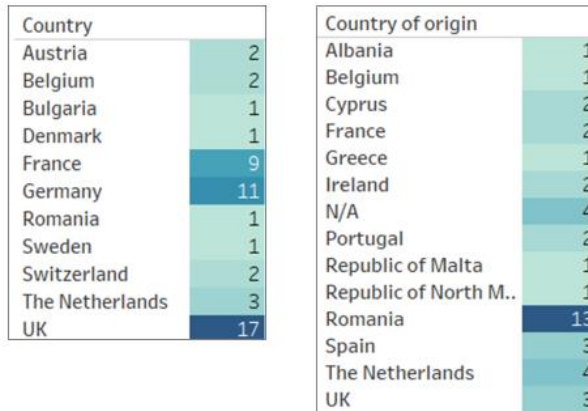 Country
Austria 2
Belgium 2
Bulgaria 1
Denmark 1
France 9
Germany 11
Romania 1
Sweden 1
Switzerland 2
The Netherlands 3
UK 17
Country of origin
Albania 1
Belgium 1
Cyprus 2
France 2
Greece 1
Ireland 2
N/A 4
Portugal 2
Republic of Malta 1
Republic of North M.. 1
Romania 13
Spain 3
The Netherlands 4
UK 3